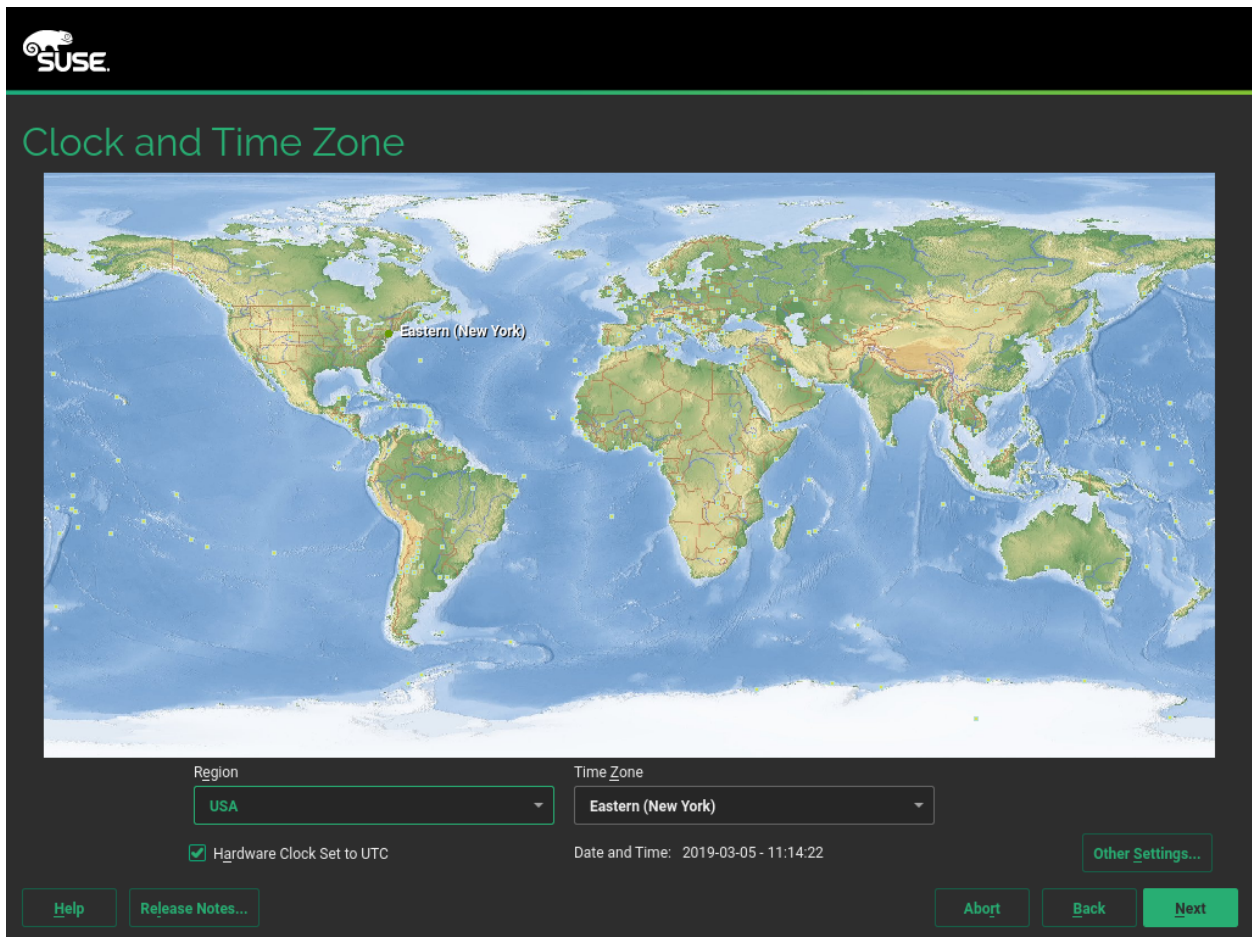 SUSE.
Clock and Time Zone
Eastern (New York)
Region
Time Zone
USA
Eastern (New York)
Hardware Clock Set to UTC
Date and Time: 2019-03-05 - 11:14:22
Other Settings...
Help
Release Notes...
Abort
Back
Next